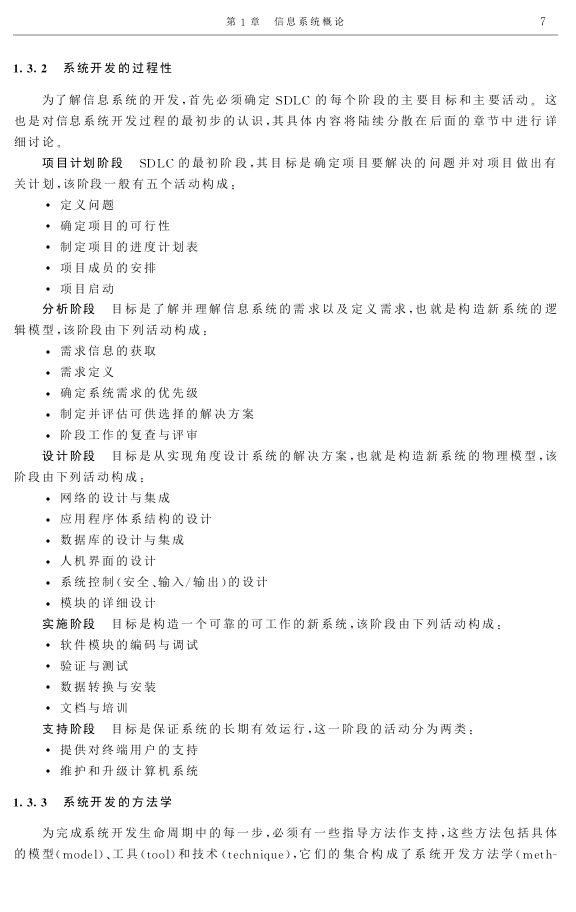 第 1 章　信息系统概论　7
1.3.2　系统开发的过程性
为了解信息系统的开发,首先必须确定 SDLC 的每个阶段的主要目标和主要活动。这
也是对信息系统开发过程的最初步的认识,其具体内容将陆续分散在后面的章节中进行详
细讨论。
项目计划阶段　SDLC 的最初阶段,其目标是确定项目要解决的问题并对项目做出有
关计划,该阶段一般有五个活动构成:
• 定义问题
• 确定项目的可行性
• 制定项目的进度计划表
• 项目成员的安排
• 项目启动
分析阶段　目标是了解并理解信息系统的需求以及定义需求,也就是构造新系统的逻
辑模型,该阶段由下列活动构成:
• 需求信息的获取
• 需求定义
• 确定系统需求的优先级
• 制定并评估可供选择的解决方案
• 阶段工作的复查与评审
设计阶段　目标是从实现角度设计系统的解决方案,也就是构造新系统的物理模型,该
阶段由下列活动构成:
• 网络的设计与集成
• 应用程序体系结构的设计
• 数据库的设计与集成
• 人机界面的设计
• 系统控制(安全、输入/输出)的设计
• 模块的详细设计
实施阶段　目标是构造一个可靠的可工作的新系统,该阶段由下列活动构成:
• 软件模块的编码与调试
• 验证与测试
• 数据转换与安装
• 文档与培训
支持阶段　目标是保证系统的长期有效运行,这一阶段的活动分为两类:
• 提供对终端用户的支持
• 维护和升级计算机系统
1.3.3　系统开发的方法学
为完成系统开发生命周期中的每一步,必须有一些指导方法作支持,这些方法包括具体
的模型(model)、工具(tool)和技术(technique),它们的集合构成了系统开发方法学(meth-